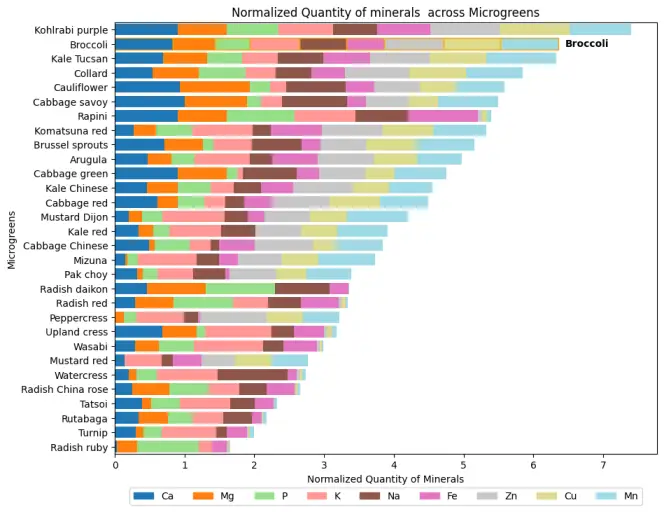 Normalized Quantity of minerals  across Microgreens
Kohlrabi purple
Broccoli
Broccoli
Kale Tucsan
Collard
Cauliflower
Cabbage savoy
Rapini
Komatsuna red
Brussel sprouts
Arugula
Cabbage green
Kale Chinese
Cabbage red
Mustard Dijon
Kale red
Cabbage Chinese
Mizuna
Pak choy
Radish daikon
Radish red
Peppercress
Upland cress
Wasabi
Mustard red
Watercress
Radish China rose
Tatsoi
Rutabaga
Turnip
Radish ruby
Microgreens
0 1 2 3 4 5 6 7
Normalized Quantity of Minerals
Ca Mg P K Na Fe Zn Cu Mn